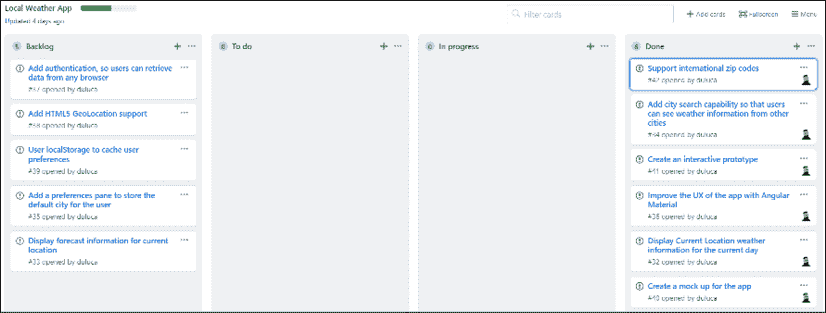 Local Weather App
Updated 4 days ago
Filter cards
Add cards
Fullscreen
Menu
5 Backlog
Add authentication, so users can retrieve
data from any browser
#37 opened by duluca
Add HTML5 GeoLocation support
#38 opened by duluca
User localStorage to cache user
preferences
#39 opened by duluca
Add a preferences pane to store the
default city for the user
opened by duluca
Display forecast information for current
location
#33 opened by duluca
0 To do
0 In progress
6 Done
Support international zip codes
#42 opened by duluca
Add city search capability so that users
can see weather information from other
cities
#34 opened by duluca
Create an interactive prototype
#41 opened by duluca
Improve the UX of the app with Angular
Material
opened by duluca
Display Current Location weather
information for the current day
#32 opened by duluca
Create a mock up for the app
#40 opened by duluca